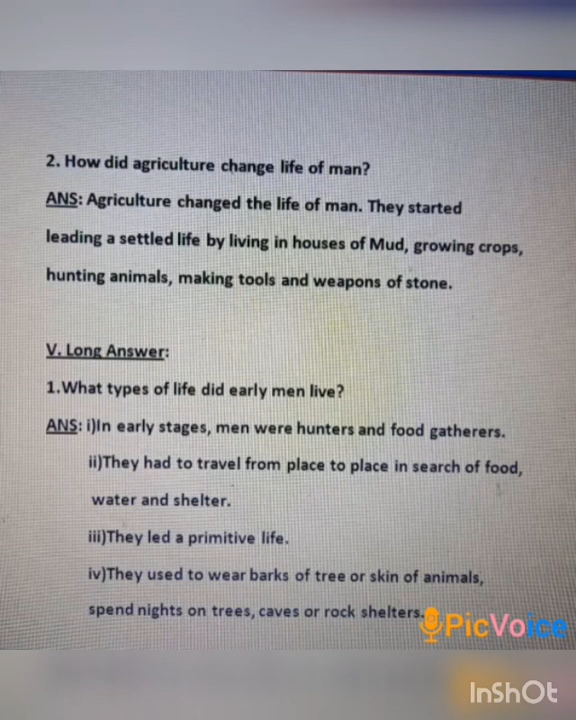 2. How did agriculture change life of man?
ANS: Agriculture changed the life of man. They started
leading a settled life by living in houses of Mud, growing crops,
hunting animals, making tools and weapons of stone.
V. Long Answer:
1.What types of life did early men live?
ANS: i)In early stages, men were hunters and food gatherers.
ii)They had to travel from place to place in search of food,
water and shelter.
iii)They led a primitive life.
iv)They used to wear barks of tree or skin of animals,
spend nights on trees, caves or rock shelters.
PicVoice
InShOt